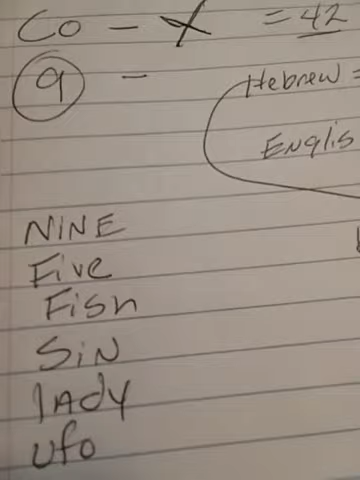 Co - X = 42
9 - Hebrew =
Englis
NINE
Five
Fish
SiN
lAdy
ufo